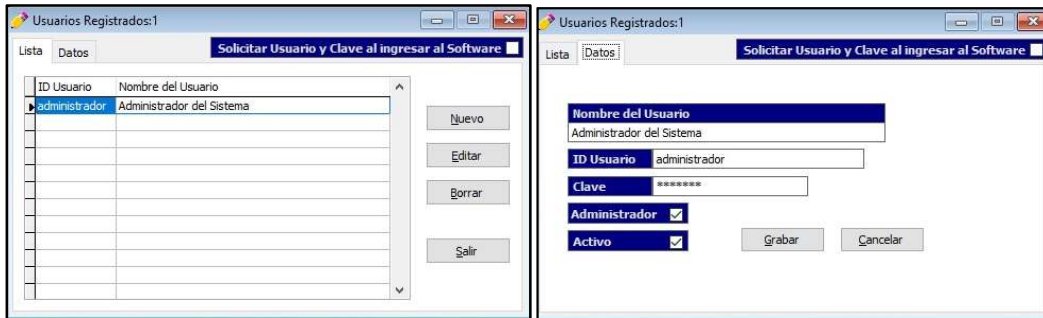 Usuarios Registrados:1
Lista Datos Solicitar Usuario y Clave al ingresar al Software
ID Usuario Nombre del Usuario
administrador Administrador del Sistema
Nuevo
Editar
Borrar
Salir
Usuarios Registrados:1
Lista Datos Solicitar Usuario y Clave al ingresar al Software
Nombre del Usuario
Administrador del Sistema
ID Usuario administrador
Clave *******
Administrador
Activo Grabar Cancelar